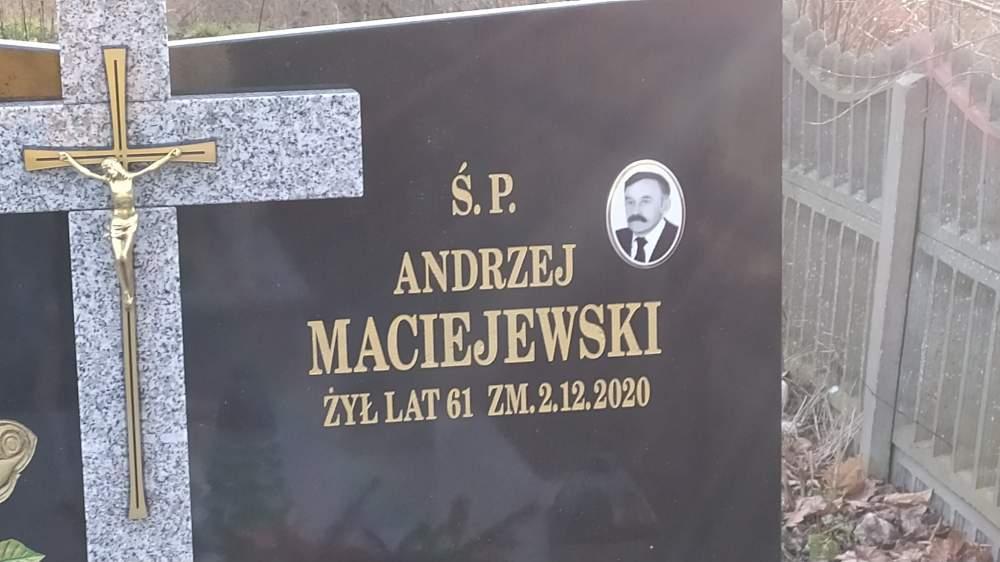 Ś. P.
ANDRZEJ
MACIEJEWSKI
ŻYŁ LAT 61 ZM. 2.12.2020